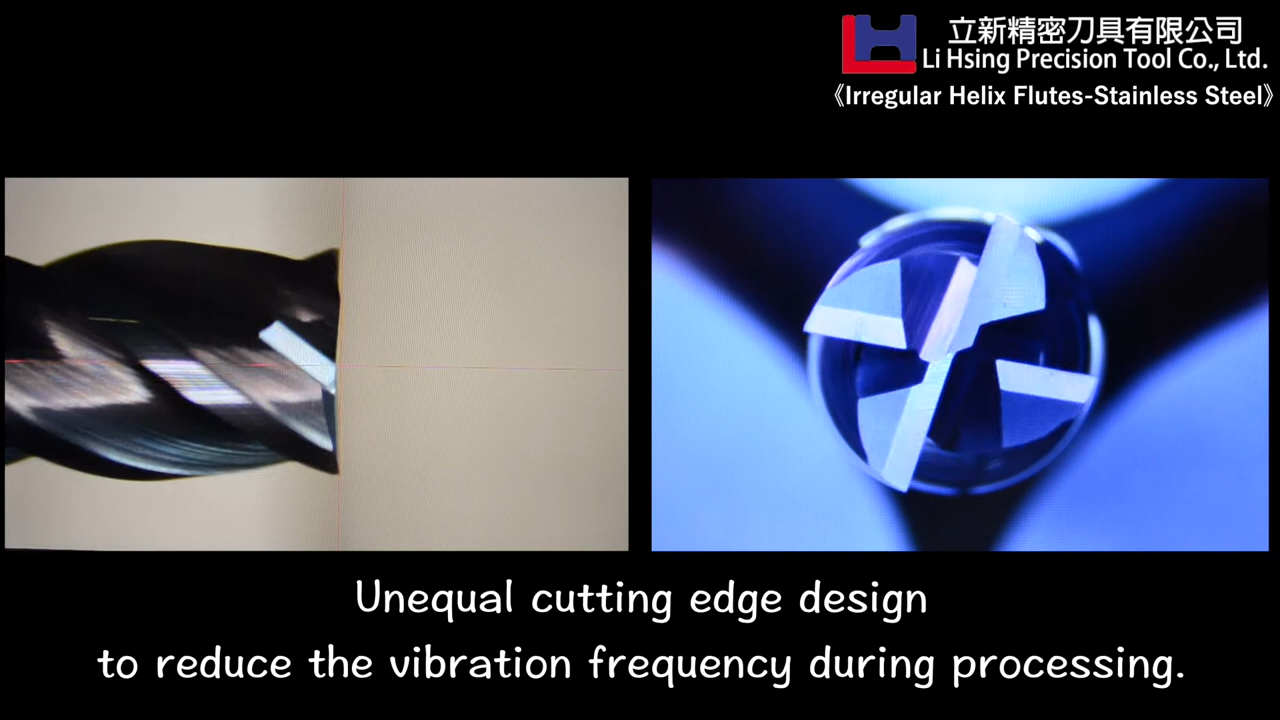 立新精密刀具有限公司
Li Hsing Precision Tool Co., Ltd.
《Irregular Helix Flutes-Stainless Steel》
Unequal cutting edge design
to reduce the vibration frequency during processing.